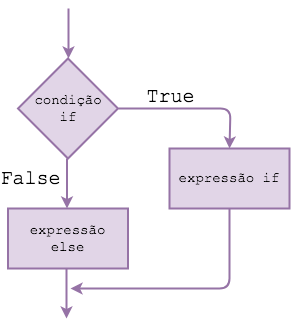 condição
if
True
False
expressão if
expressão
else